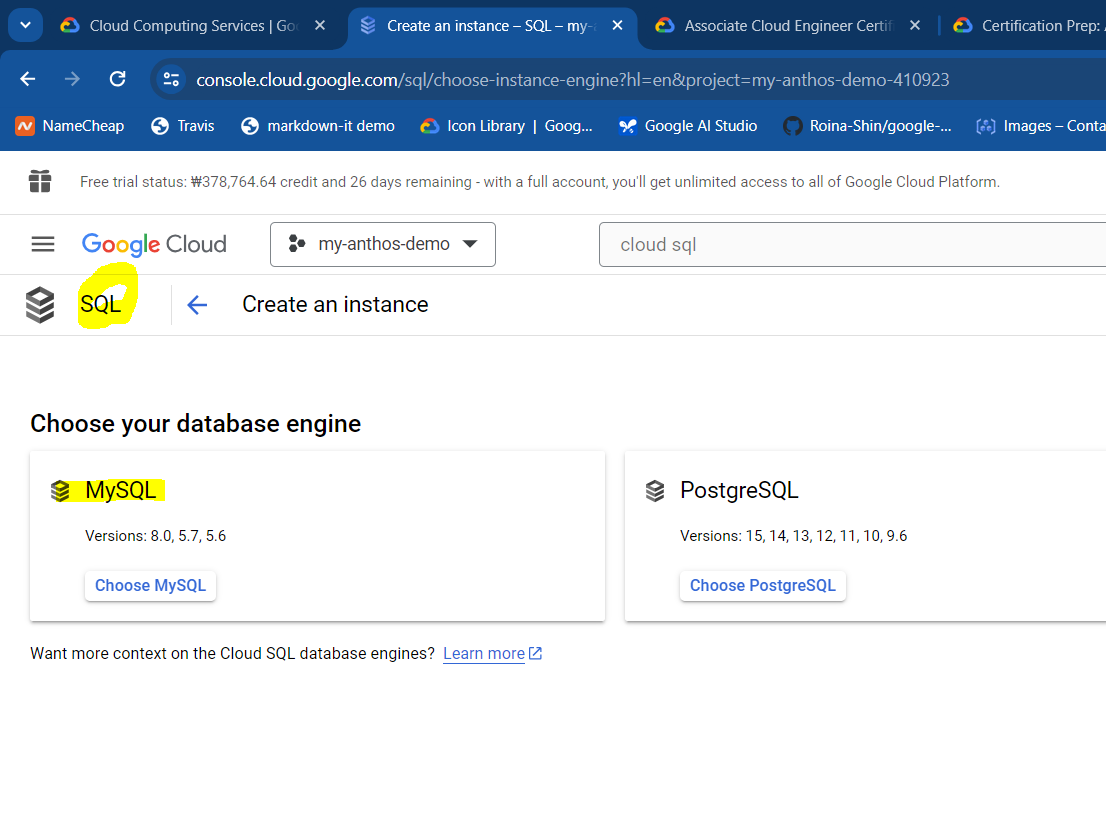 Cloud Computing Services | Goo
Create an instance – SQL – my-
Associate Cloud Engineer Certifi
Certification Prep:
console.cloud.google.com/sql/choose-instance-engine?hl=en&project=my-anthos-demo-410923
NameCheap
Travis
markdown-it demo
Icon Library | Goog...
Google AI Studio
Roina-Shin/google-...
Images – Conta
Free trial status: ₩378,764.64 credit and 26 days remaining - with a full account, you'll get unlimited access to all of Google Cloud Platform.
Google Cloud
my-anthos-demo
cloud sql
SQL
Create an instance
Choose your database engine
MySQL
Versions: 8.0, 5.7, 5.6
Choose MySQL
PostgreSQL
Versions: 15, 14, 13, 12, 11, 10, 9.6
Choose PostgreSQL
Want more context on the Cloud SQL database engines? Learn more